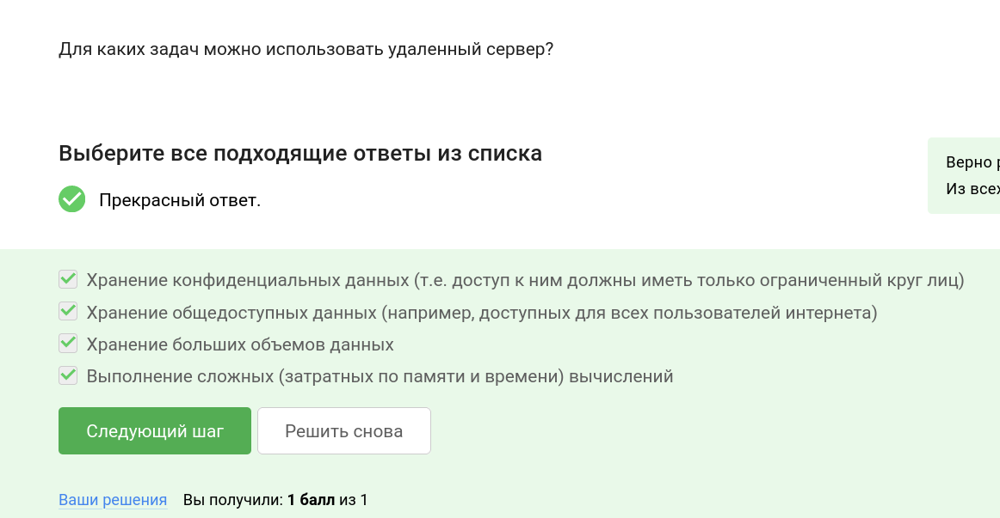 Для каких задач можно использовать удаленный сервер?
Выберите все подходящие ответы из списка
Прекрасный ответ.
Верно
Из всех
Хранение конфиденциальных данных (т.е. доступ к ним должны иметь только ограниченный круг лиц)
Хранение общедоступных данных (например, доступных для всех пользователей интернета)
Хранение больших объемов данных
Выполнение сложных (затратных по памяти и времени) вычислений
Следующий шаг
Решить снова
Ваши решения Вы получили: 1 балл из 1